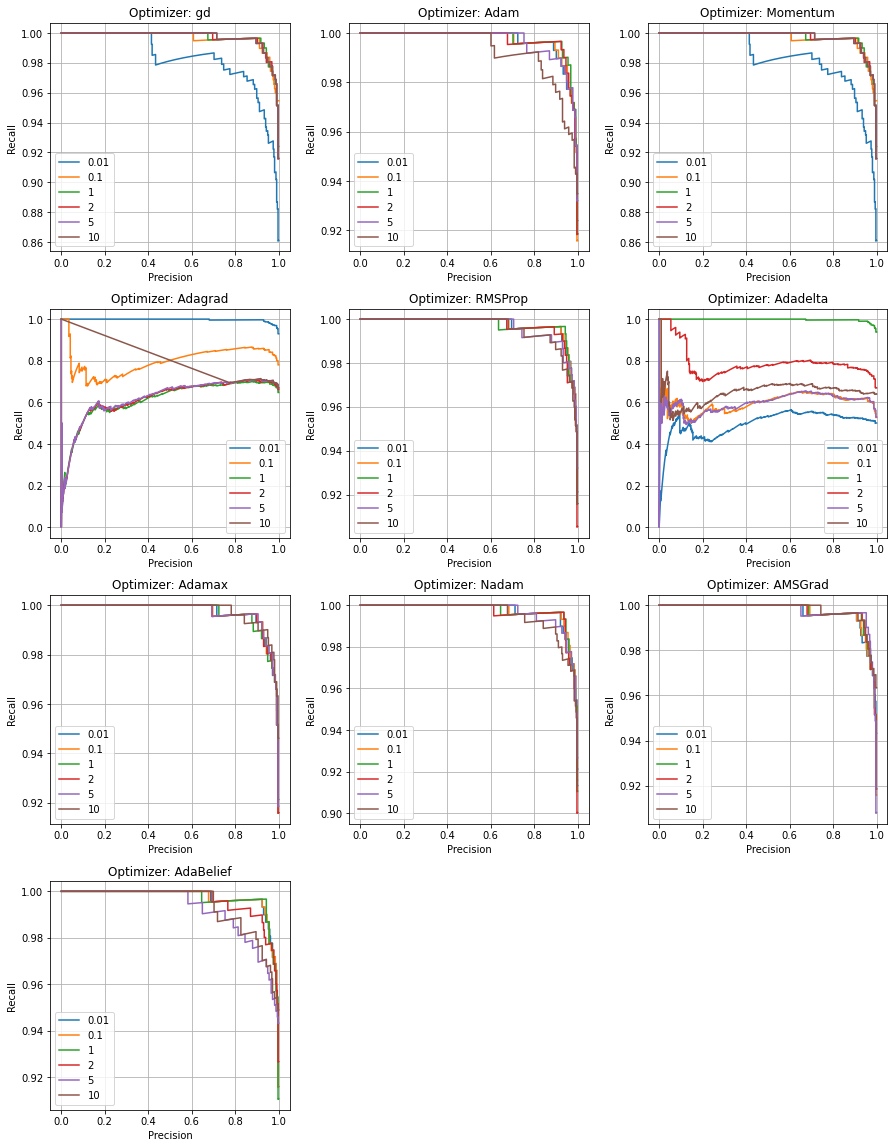 Optimizer: gd
Recall
1.00
0.98
0.96
0.94
0.92
0.90
0.88
0.86
0.01
0.1
1
2
5
10
0.0 0.2 0.4 0.6 0.8 1.0
Precision
Optimizer: Adam
Recall
1.00
0.98
0.96
0.94
0.92
0.01
0.1
1
2
5
10
0.0 0.2 0.4 0.6 0.8 1.0
Precision
Optimizer: Momentum
Recall
1.00
0.98
0.96
0.94
0.92
0.90
0.88
0.86
0.01
0.1
1
2
5
10
0.0 0.2 0.4 0.6 0.8 1.0
Precision
Optimizer: Adagrad
Recall
1.0
0.8
0.6
0.4
0.2
0.0
0.01
0.1
1
2
5
10
0.0 0.2 0.4 0.6 0.8 1.0
Precision
Optimizer: RMSProp
Recall
1.00
0.98
0.96
0.94
0.92
0.01
0.1
1
2
5
10
0.0 0.2 0.4 0.6 0.8 1.0
Precision
Optimizer: Adadelta
Recall
1.0
0.8
0.6
0.4
0.2
0.0
0.01
0.1
1
2
5
10
0.0 0.2 0.4 0.6 0.8 1.0
Precision
Optimizer: Adamax
Recall
1.00
0.98
0.96
0.94
0.92
0.01
0.1
1
2
5
10
0.0 0.2 0.4 0.6 0.8 1.0
Precision
Optimizer: Nadam
Recall
1.00
0.98
0.96
0.94
0.92
0.90
0.01
0.1
1
2
5
10
0.0 0.2 0.4 0.6 0.8 1.0
Precision
Optimizer: AMSGrad
Recall
1.00
0.98
0.96
0.94
0.92
0.01
0.1
1
2
5
10
0.0 0.2 0.4 0.6 0.8 1.0
Precision
Optimizer: AdaBelief
Recall
1.00
0.98
0.96
0.94
0.92
0.01
0.1
1
2
5
10
0.0 0.2 0.4 0.6 0.8 1.0
Precision